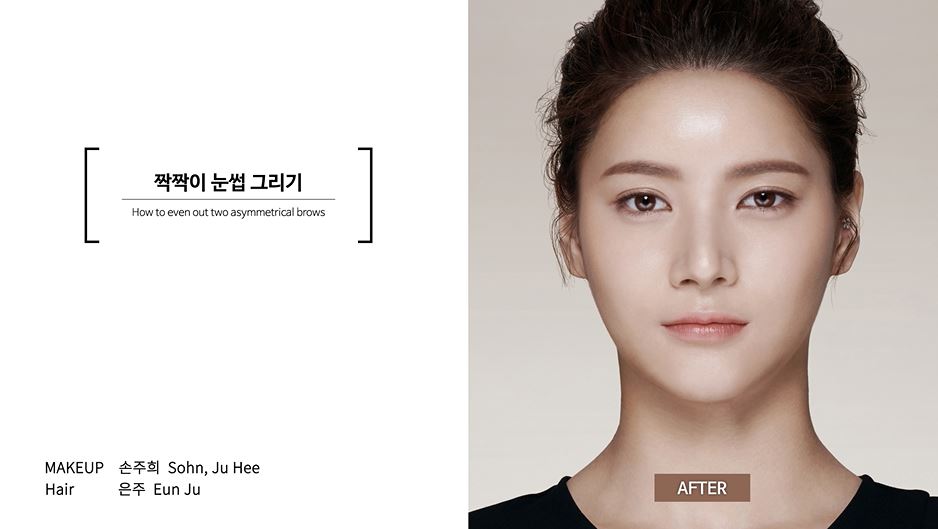 짝짝이 눈썹 그리기
How to even out two asymmetrical brows
MAKEUP 손주희 Sohn, Ju Hee
Hair 은주 Eun Ju
AFTER